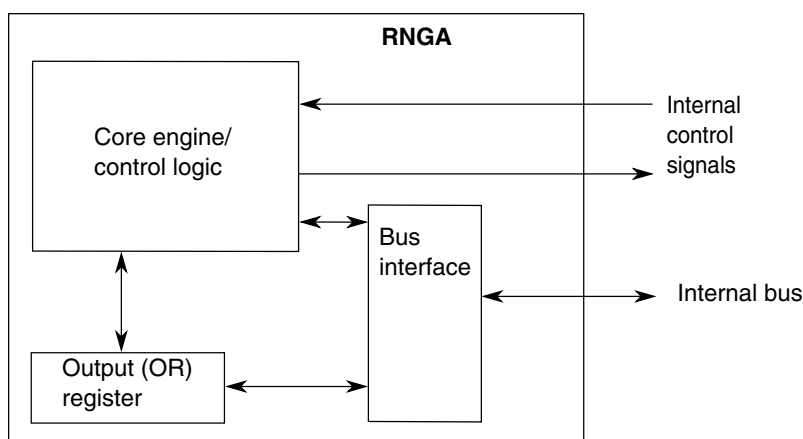 RNGA
Core engine/
control logic
Internal
control
signals
Bus
interface
Internal bus
Output (OR)
register